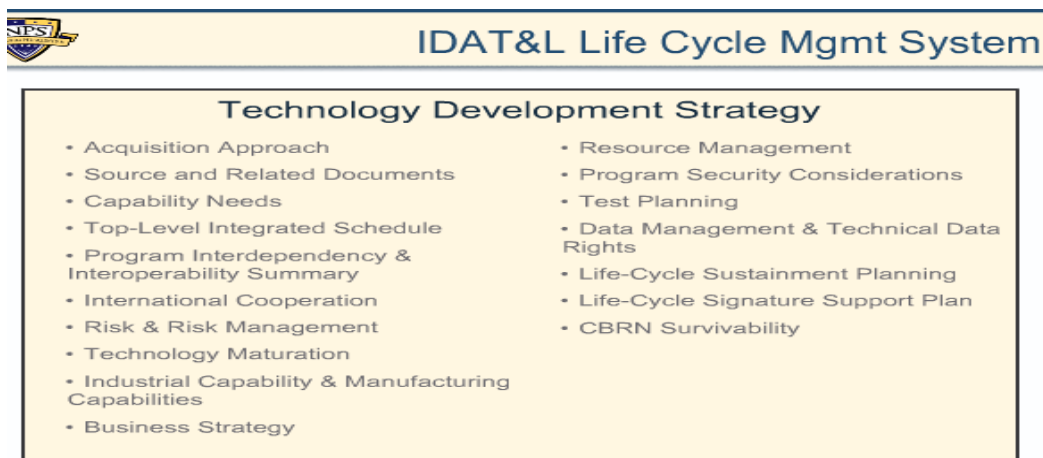 NPS
IDAT&L Life Cycle Mgmt System
Technology Development Strategy
• Acquisition Approach
• Source and Related Documents
• Capability Needs
• Top-Level Integrated Schedule
• Program Interdependency &
Interoperability Summary
• International Cooperation
• Risk & Risk Management
• Technology Maturation
• Industrial Capability & Manufacturing
Capabilities
• Business Strategy
• Resource Management
• Program Security Considerations
• Test Planning
• Data Management & Technical Data
Rights
• Life-Cycle Sustainment Planning
• Life-Cycle Signature Support Plan
• CBRN Survivability